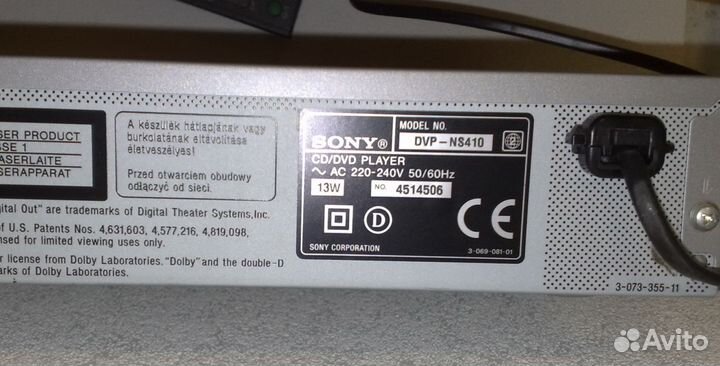 SER PRODUCT
SSE 1
ASERLAITE
SERAPPARAT
A készülék hátlapjának vagy
burkolatának eltávolítása
életveszélyes!
Przed otwarciem obudowy
odłączyć od sieci.
gital Out" are trademarks of Digital Theater Systems, Inc.
of U.S. Patents Nos. 4,631,603, 4,577,216, 4,819,098,
nsed for limited viewing uses only.
r license from Dolby Laboratories. "Dolby" and the double-D
arks of Dolby Laboratories.
SONY®
MODEL NO.
DVP-NS410
CD/DVD PLAYER
~ AC 220-240V 50/60Hz
13W
NO. 4514506
D
CE
SONY CORPORATION
3-069-081-01
3-073-355-11
Avito